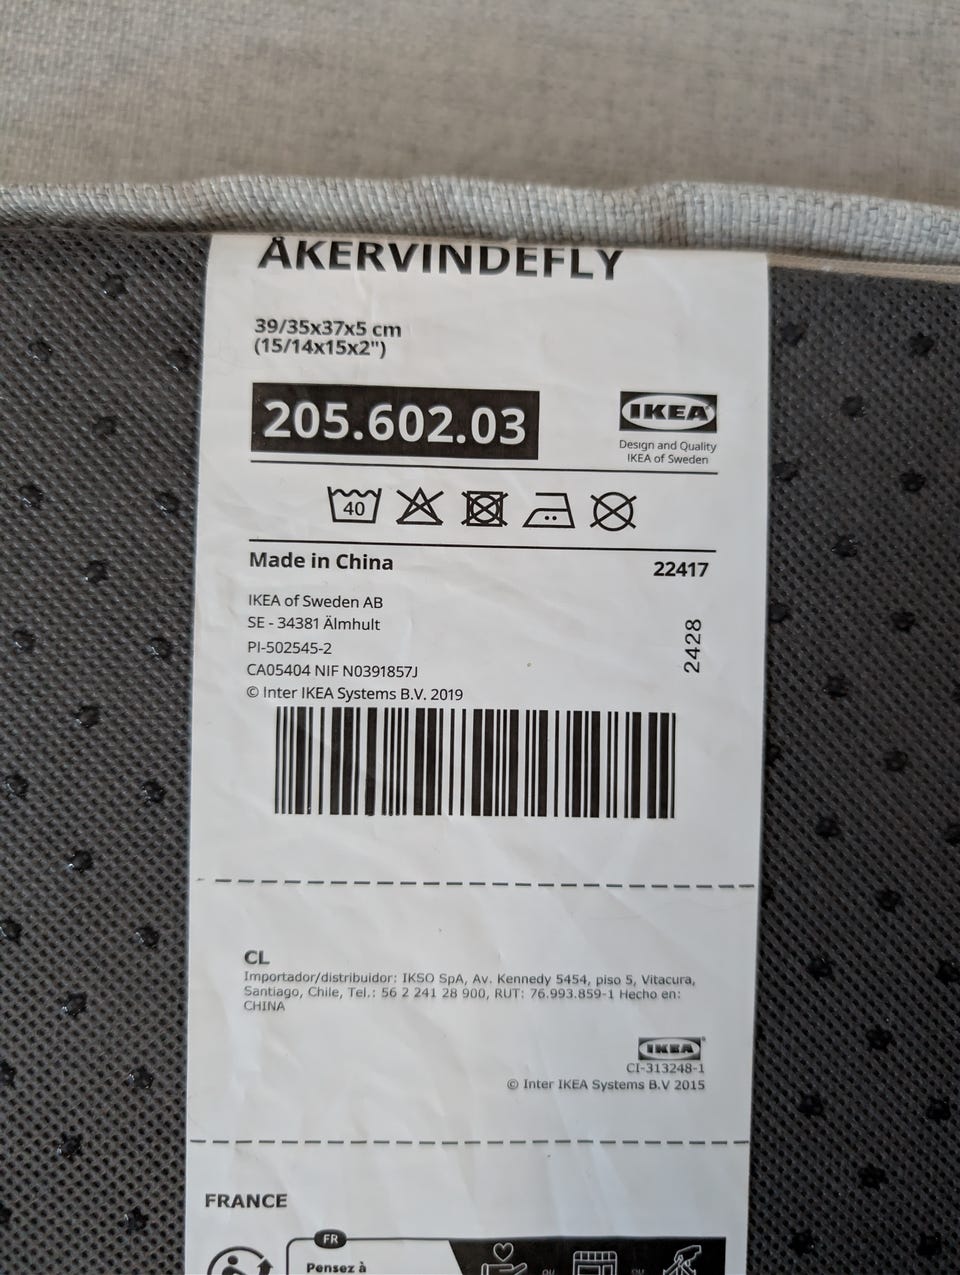 ÅKERVINDEFLY
39/35x37x5 cm
(15/14x15x2")
205.602.03
IKEA
Design and Quality
IKEA of Sweden
40
Made in China
22417
IKEA of Sweden AB
SE - 34381 Älmhult
PI-502545-2
CA05404 NIF N0391857J
© Inter IKEA Systems B.V. 2019
2428
CL
Importador/distribuidor: IKSO SpA, Av. Kennedy 5454, piso 5, Vitacura,
Santiago, Chile, Tel.: 56 2 241 28 900, RUT: 76.993.859-1 Hecho en:
CHINA
IKEA
CI-313248-1
© Inter IKEA Systems B.V 2015
FRANCE
FR
Pensez à
OU
OU